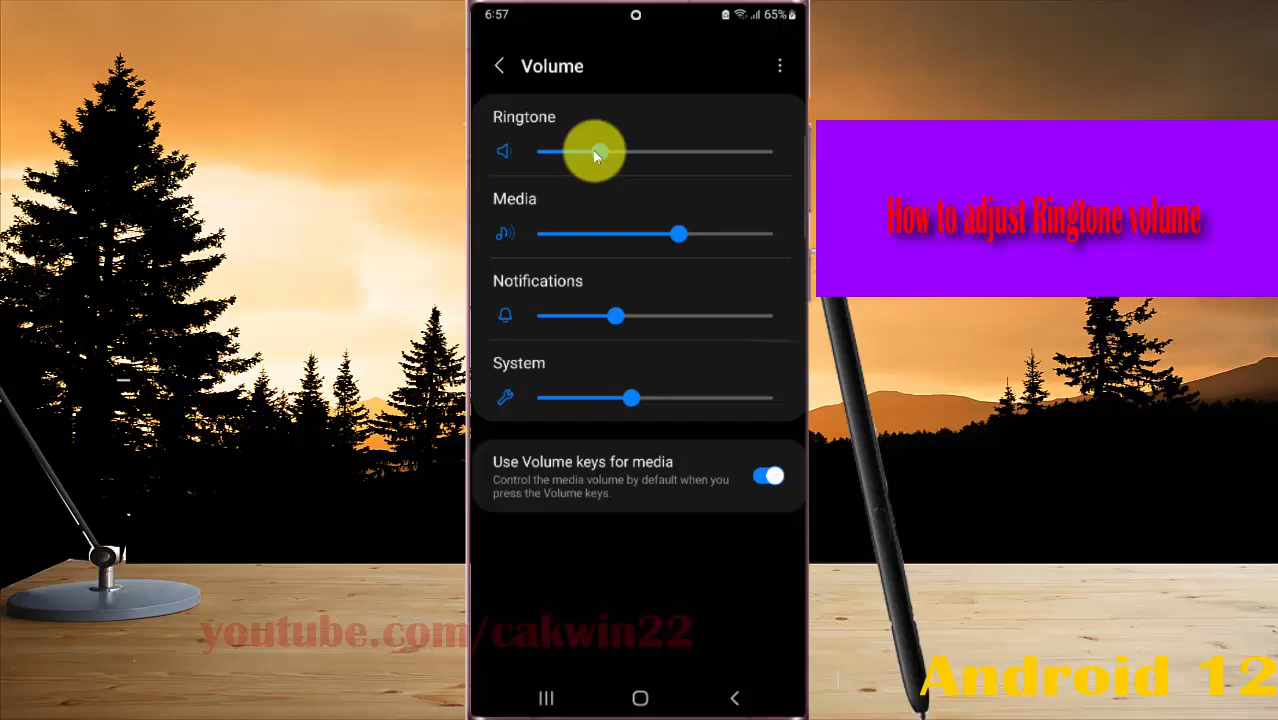 6:57
65%
Volume
Ringtone
Media
Notifications
System
Use Volume keys for media
Control the media volume by default when you
press the Volume keys.
How to adjust Ringtone volume
youtube.com/cakwin22
Android 12